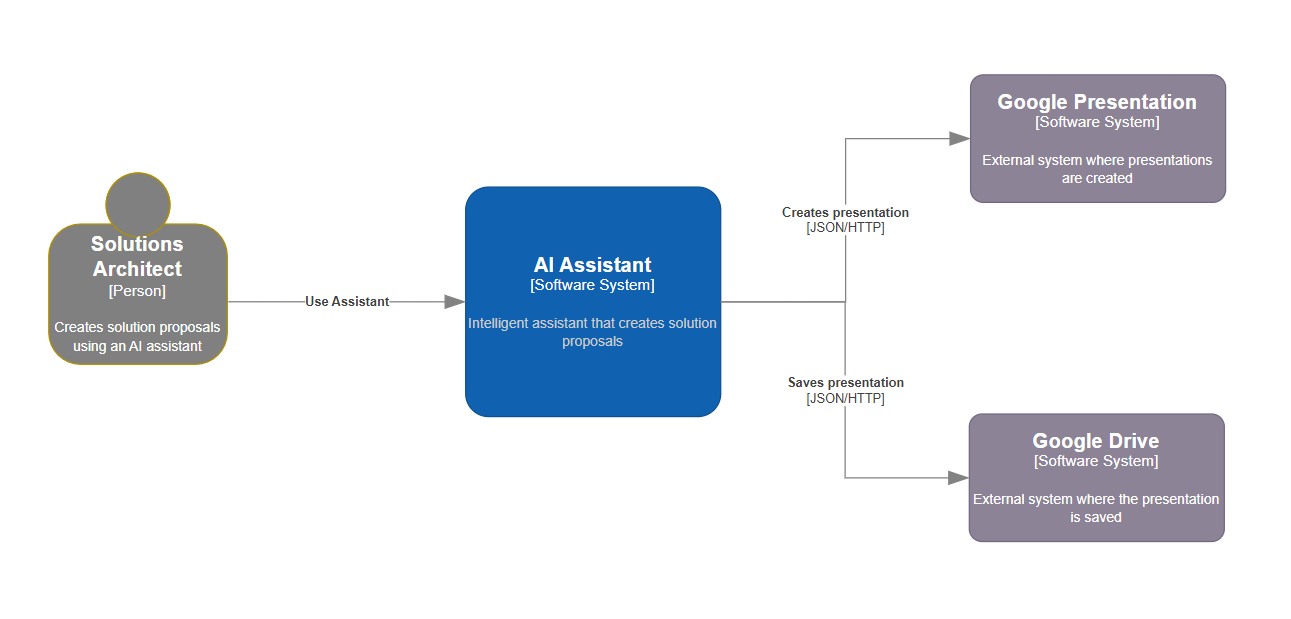 Solutions
Architect
[Person]
Creates solution proposals
using an AI assistant
Use Assistant
AI Assistant
[Software System]
Intelligent assistant that creates solution
proposals
Creates presentation
[JSON/HTTP]
Saves presentation
[JSON/HTTP]
Google Presentation
[Software System]
External system where presentations
are created
Google Drive
[Software System]
External system where the presentation
is saved